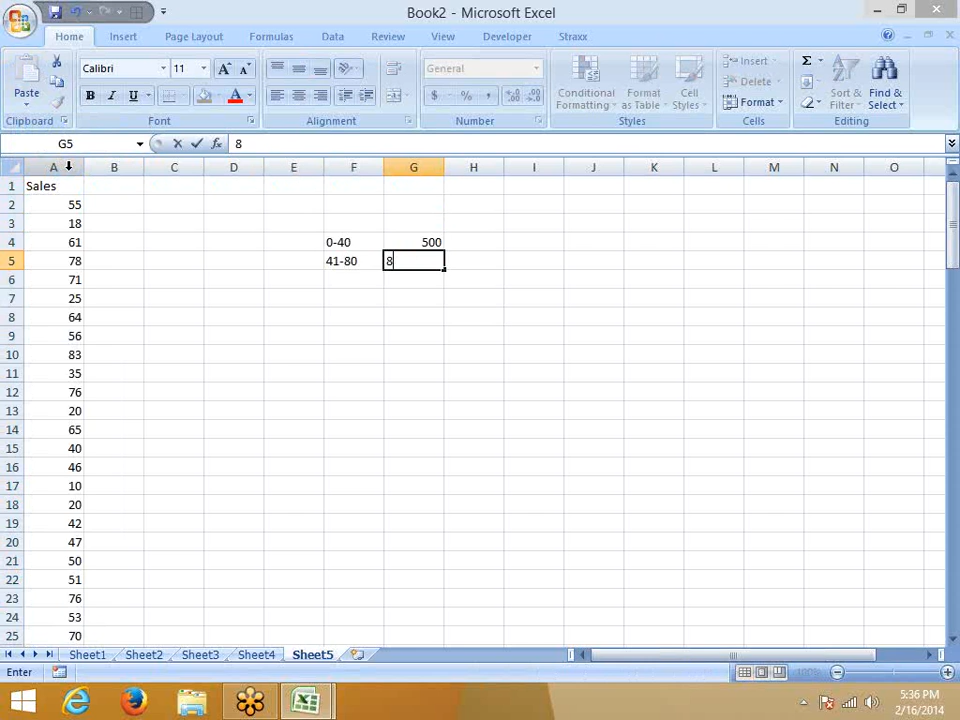 Book2 - Microsoft Excel
Home Insert Page Layout Formulas Data Review View Developer Straxx
Paste
Calibri 11 A A
B I U A
General
$ % ,
Conditional Formatting
Format as Table
Cell Styles
Insert
Delete
Format
Σ
Sort & Filter
Find & Select
Clipboard Font Alignment Number Styles Cells Editing
G5 fx 8
A B C D E F G H I J K L M N O
1 Sales
2 55
3 18
4 61 0-40 500
5 78 41-80 8
6 71
7 25
8 64
9 56
10 83
11 35
12 76
13 20
14 65
15 40
16 46
17 10
18 20
19 42
20 47
21 50
22 51
23 76
24 53
25 70
Sheet1 Sheet2 Sheet3 Sheet4 Sheet5
Enter 100%
5:36 PM
2/16/2014